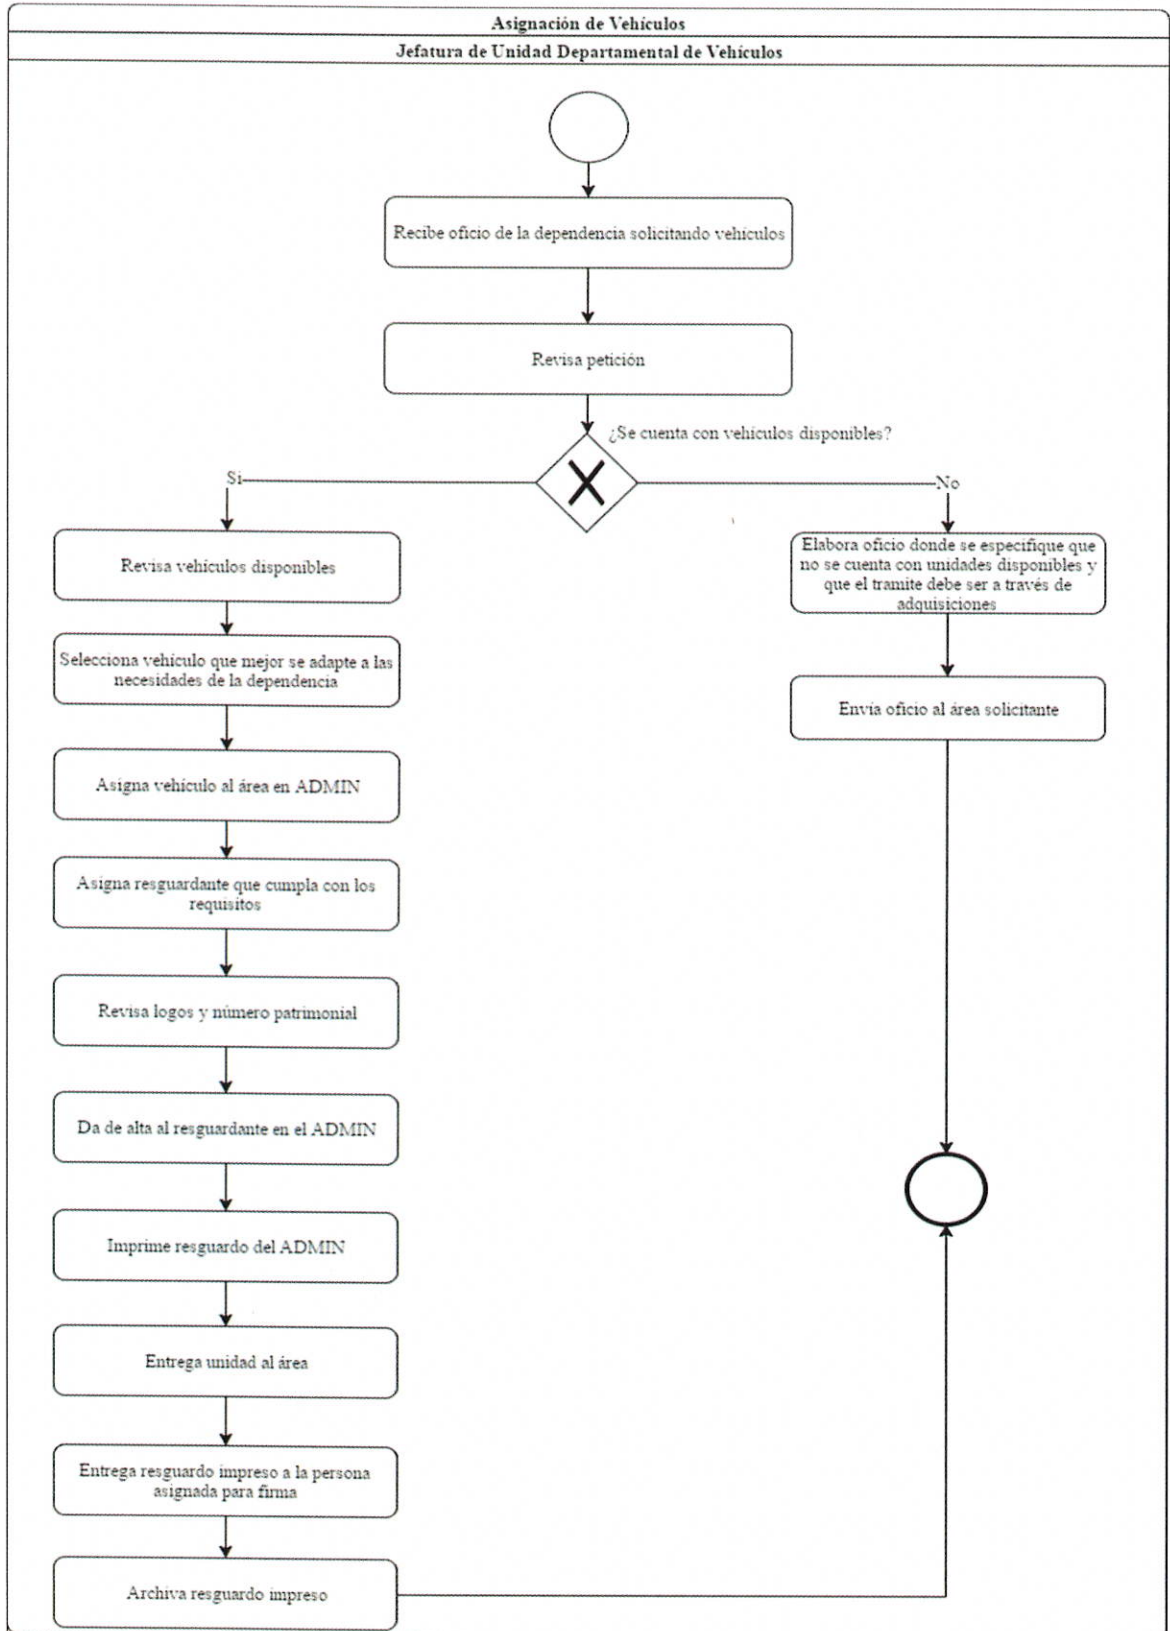 Asignación de Vehículos
Jefatura de Unidad Departamental de Vehículos
Recibe oficio de la dependencia solicitando vehículos
Revisa petición
¿Se cuenta con vehículos disponibles?
Si
No
Revisa vehículos disponibles
Selecciona vehículo que mejor se adapte a las
necesidades de la dependencia
Asigna vehículo al área en ADMIN
Asigna resguardante que cumpla con los
requisitos
Revisa logos y número patrimonial
Da de alta al resguardante en el ADMIN
Imprime resguardo del ADMIN
Entrega unidad al área
Entrega resguardo impreso a la persona
asignada para firma
Archiva resguardo impreso
Elabora oficio donde se especifique que
no se cuenta con unidades disponibles y
que el tramite debe ser a través de
adquisiciones
Envía oficio al área solicitante